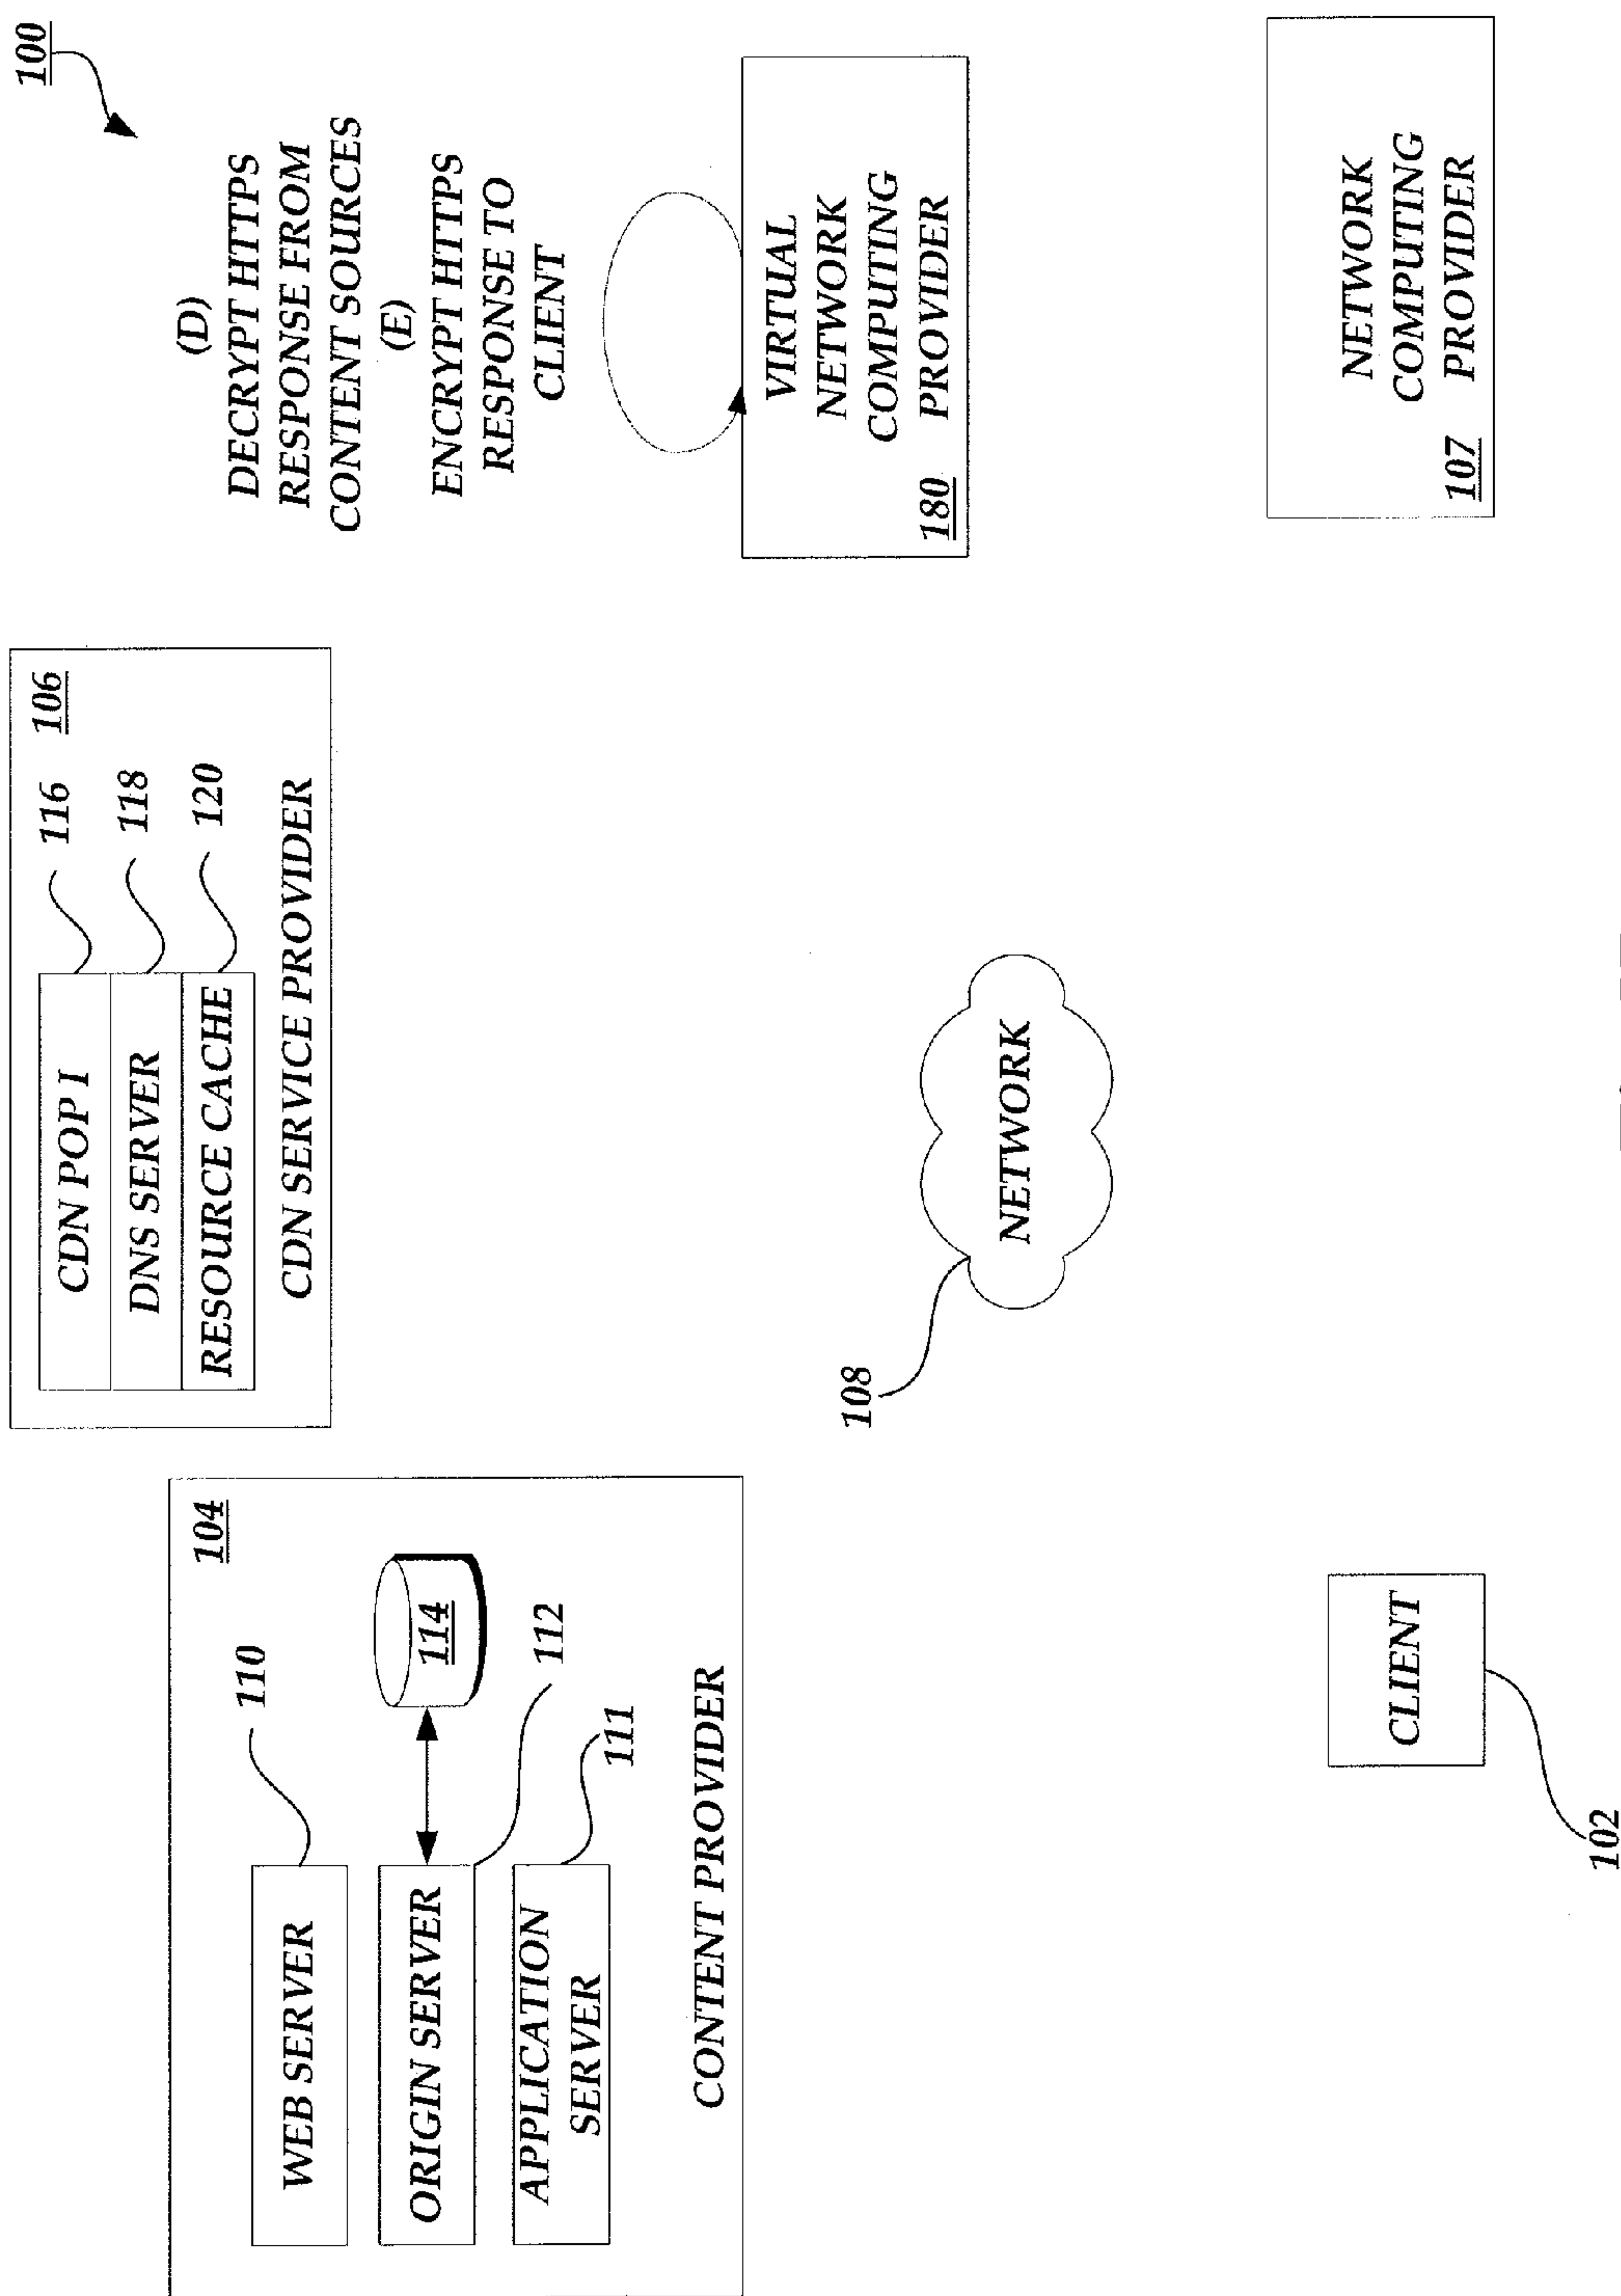 100
104
110
WEB SERVER
114
ORIGIN SERVER
112
APPLICATION
SERVER
111
CONTENT PROVIDER
106
CDN POP I
116
DNS SERVER
118
RESOURCE CACHE
120
CDN SERVICE PROVIDER
(D)
DECRYPT HTTPS
RESPONSE FROM
CONTENT SOURCES
(E)
ENCRYPT HTTPS
RESPONSE TO
CLIENT
VIRTUAL
NETWORK
COMPUTING
180 PROVIDER
108
NETWORK
CLIENT
102
NETWORK
COMPUTING
107 PROVIDER